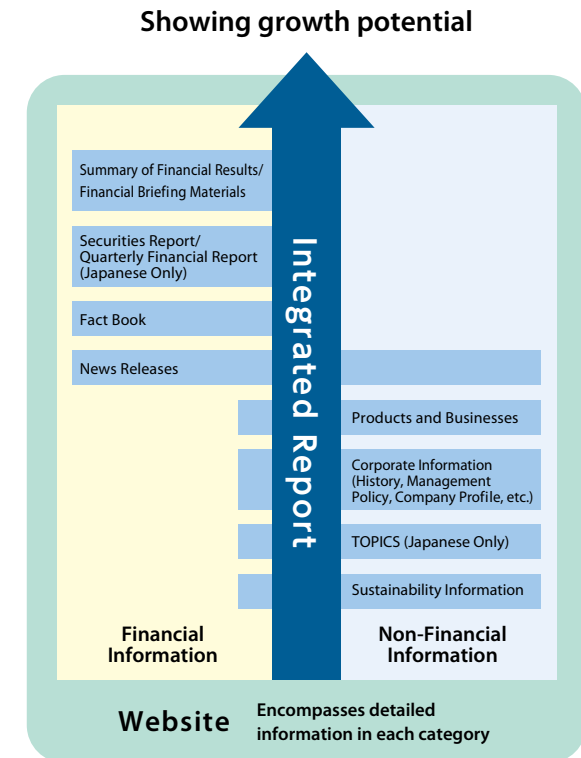 Showing growth potential
Summary of Financial Results/
Financial Briefing Materials
Securities Report/
Quarterly Financial Report
(Japanese Only)
Fact Book
News Releases
Integrated Report
Products and Businesses
Corporate Information
(History, Management
Policy, Company Profile, etc.)
TOPICS (Japanese Only)
Sustainability Information
Financial
Information
Non-Financial
Information
Website
Encompasses detailed
information in each category